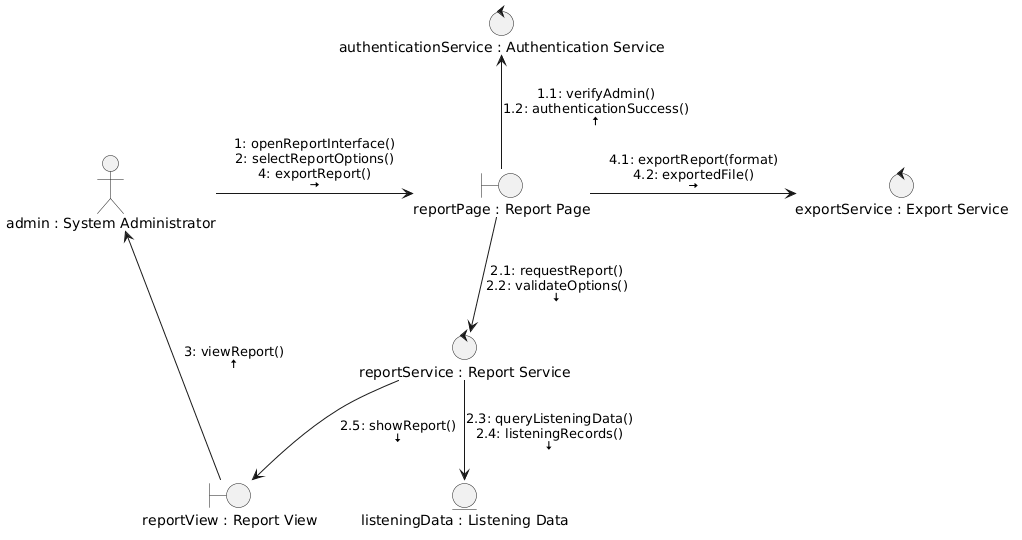 authenticationService : Authentication Service
1.1: verifyAdmin()
1.2: authenticationSuccess()
↑
1: openReportInterface()
2: selectReportOptions()
4: exportReport()
→
4.1: exportReport(format)
4.2: exportedFile()
→
admin : System Administrator
reportPage : Report Page
exportService : Export Service
2.1: requestReport()
2.2: validateOptions()
↓
3: viewReport()
↑
reportService : Report Service
2.5: showReport()
↓
2.3: queryListeningData()
2.4: listeningRecords()
↓
reportView : Report View
listeningData : Listening Data